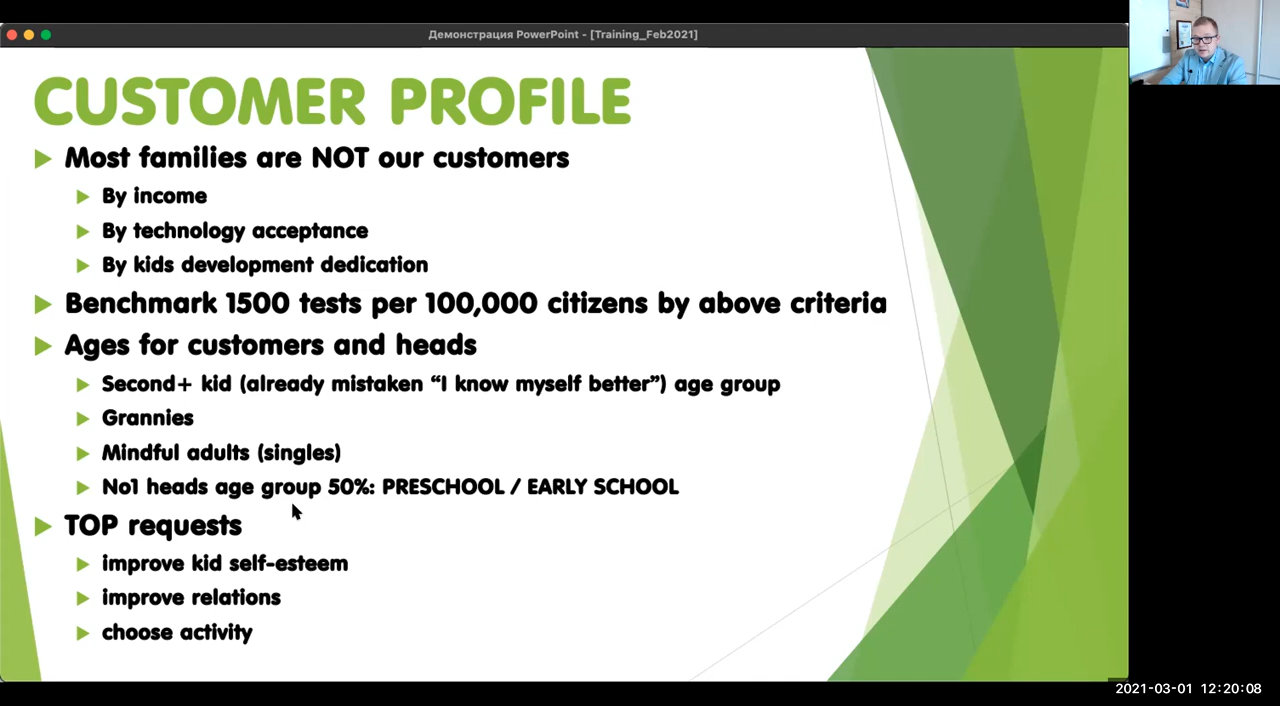 Демонстрация PowerPoint - [Training_Feb2021]
CUSTOMER PROFILE
Most families are NOT our customers
By income
By technology acceptance
By kids development dedication
Benchmark 1500 tests per 100,000 citizens by above criteria
Ages for customers and heads
Second+ kid (already mistaken “I know myself better”) age group
Grannies
Mindful adults (singles)
No1 heads age group 50%: PRESCHOOL / EARLY SCHOOL
TOP requests
improve kid self-esteem
improve relations
choose activity
2021-03-01 12:20:08